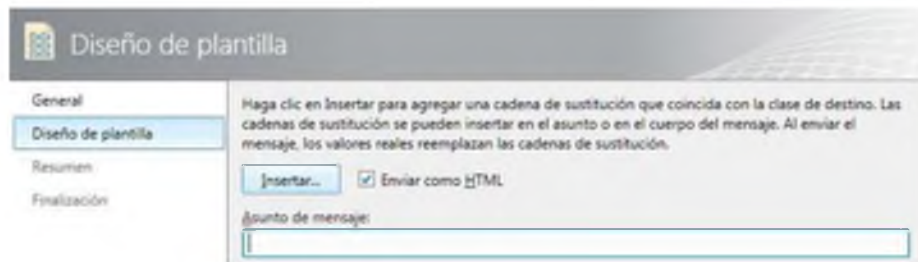 Diseño de plantilla
General
Diseño de plantilla
Resumen
Finalización
Haga clic en Insertar para agregar una cadena de sustitución que coincida con la clase de destino. Las
cadenas de sustitución se pueden insertar en el asunto o en el cuerpo del mensaje. Al enviar el
mensaje, los valores reales reemplazan las cadenas de sustitución.
Insertar... Enviar como HTML
Asunto de mensaje: